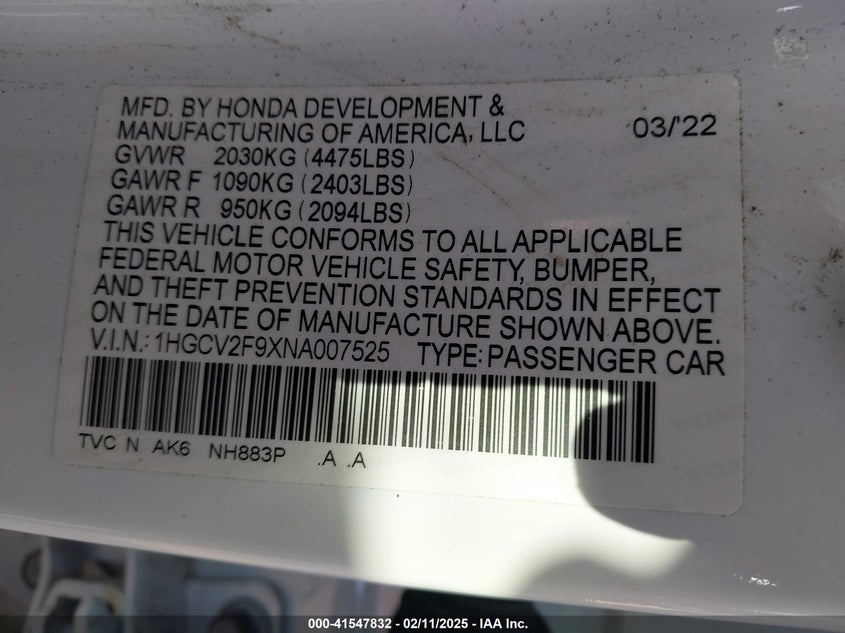 MFD. BY HONDA DEVELOPMENT &
MANUFACTURING OF AMERICA, LLC 03/'22
GVWR 2030KG (4475LBS)
GAWR F 1090KG (2403LBS)
GAWR R 950KG (2094LBS)
THIS VEHICLE CONFORMS TO ALL APPLICABLE
FEDERAL MOTOR VEHICLE SAFETY, BUMPER,
AND THEFT PREVENTION STANDARDS IN EFFECT
ON THE DATE OF MANUFACTURE SHOWN ABOVE.
V.I.N.: 1HGCV2F9XNA007525 TYPE: PASSENGER CAR
TVC N AK6 NH883P .A .A
000-41547832 - 02/11/2025 - IAA Inc.